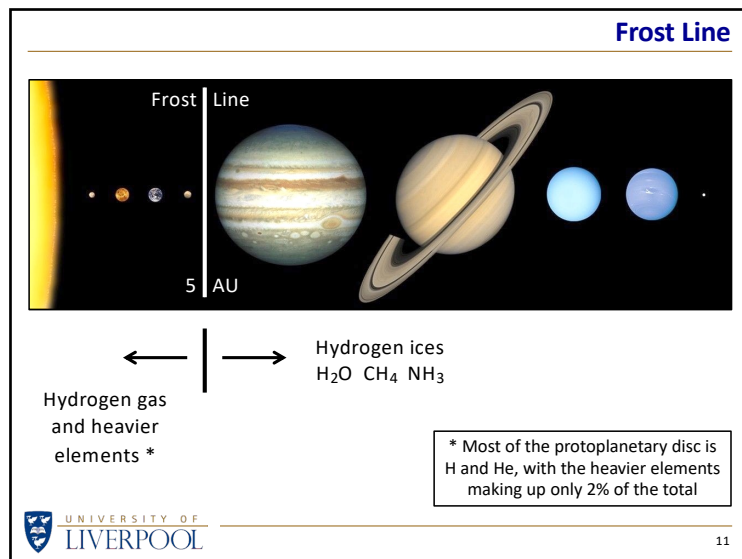 Frost Line
Frost Line
5 AU
Hydrogen ices
H₂O CH₄ NH₃
Hydrogen gas
and heavier
elements *
* Most of the protoplanetary disc is
H and He, with the heavier elements
making up only 2% of the total
UNIVERSITY OF
LIVERPOOL
11